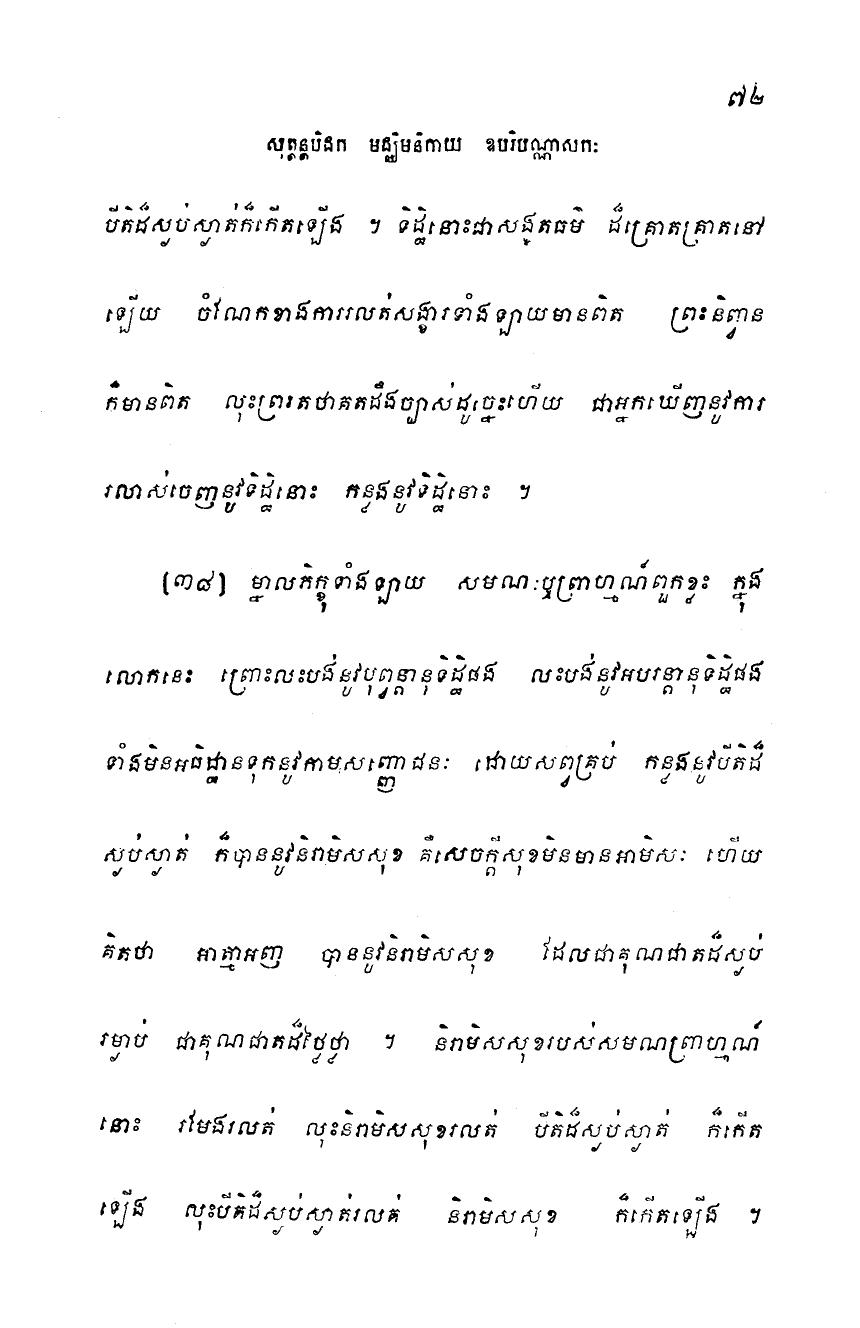 ៧២
សុត្តន្តបិដក មជ្ឈិមនិកាយ ឧបរិបណ្ណាសកៈ
បីតិដ៏ស្ងប់ស្ងាត់ក៏កើតឡើង ។ ទិដ្ឋិនោះជាសង្ខតធម៌ ដ៏គ្រោតគ្រាតនៅ
ឡើយ ចំណែកខាងការរលត់សង្ខារទាំងឡាយមានពិត ព្រះនិព្វាន
ក៏មានពិត លុះព្រះតថាគតដឹងច្បាស់ដូច្នេះហើយ ជាអ្នកឃើញនូវការ
រលាស់ចេញនូវទិដ្ឋិនោះ កន្លងនូវទិដ្ឋិនោះ ។
(៣៨) ម្នាលភិក្ខុទាំងឡាយ សមណៈឬព្រាហ្មណ៍ពួកខ្លះ ក្នុង
លោកនេះ ព្រោះលះបង់នូវបុព្វន្តានុទិដ្ឋិផង លះបង់នូវអបរន្តានុទិដ្ឋិផង
ទាំងមិនអធិដ្ឋានទុកនូវកាមសញ្ញោជនៈ ដោយសព្វគ្រប់ កន្លងនូវបីតិដ៏
ស្ងប់ស្ងាត់ ក៏បាននូវនិរាមិសសុខ គឺសេចក្តីសុខមិនមានអាមិសៈ ហើយ
គិតថា អាត្មាអញ បាននូវនិរាមិសសុខ ដែលជាគុណជាតដ៏ស្ងប់
រម្ងាប់ ជាគុណជាតដ៏ថ្លៃថ្លា ។ និរាមិសសុខរបស់សមណព្រាហ្មណ៍
នោះ រមែងរលត់ លុះនិរាមិសសុខរលត់ បីតិដ៏ស្ងប់ស្ងាត់ ក៏កើត
ឡើង លុះបីតិដ៏ស្ងប់ស្ងាត់រលត់ និរាមិសសុខ ក៏កើតឡើង ។